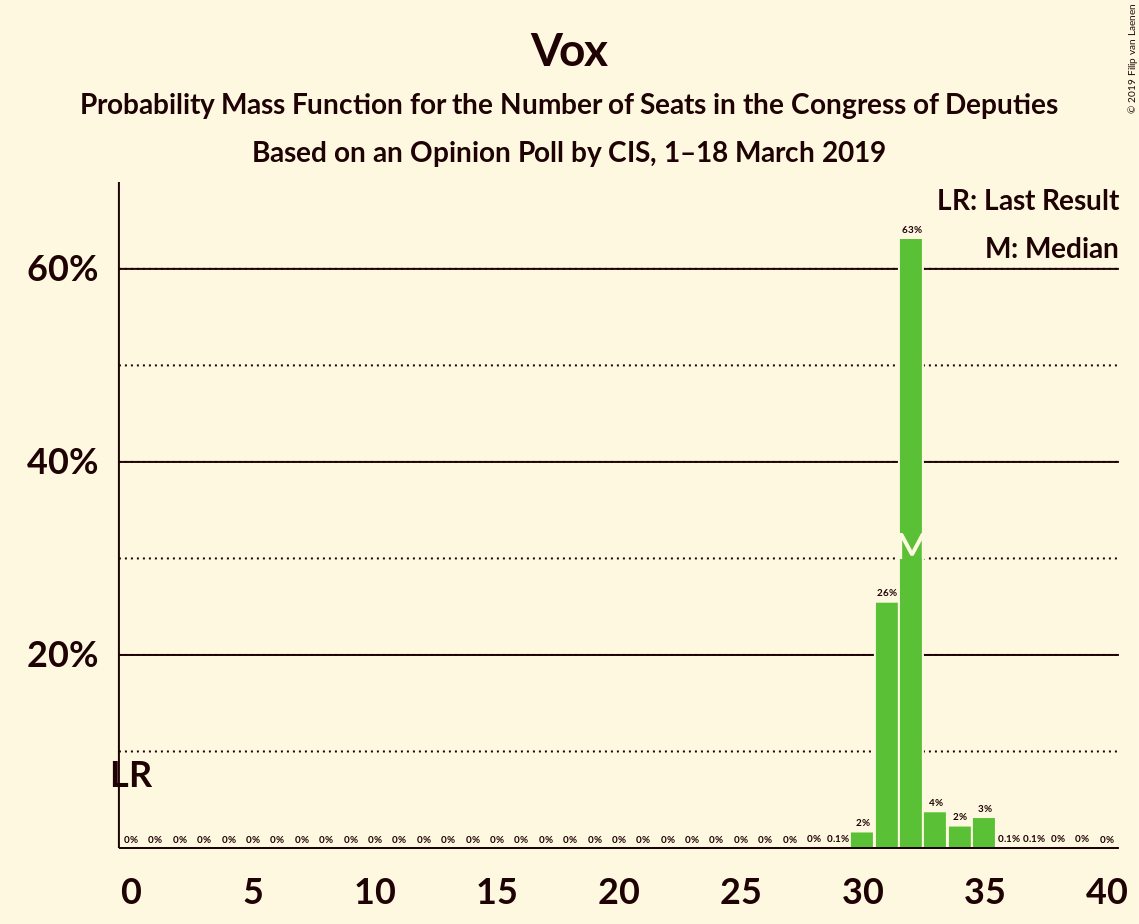 Vox
Probability Mass Function for the Number of Seats in the Congress of Deputies
Based on an Opinion Poll by CIS, 1–18 March 2019
© 2019 Filip van Laenen
LR: Last Result
M: Median
60%
40%
20%
63%
M
26%
LR
0% 0% 0% 0% 0% 0% 0% 0% 0% 0% 0% 0% 0% 0% 0% 0% 0% 0% 0% 0% 0% 0% 0% 0% 0% 0% 0% 0% 0% 0.1% 2% 4% 2% 3% 0.1% 0.1% 0% 0% 0%
0 5 10 15 20 25 30 35 40